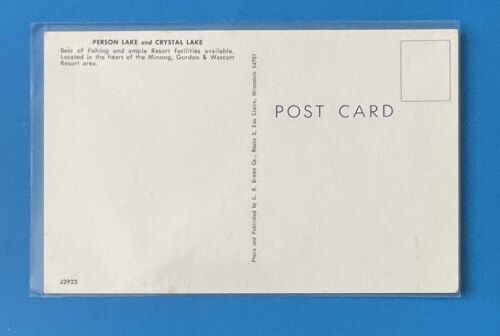 PERSON LAKE and CRYSTAL LAKE
Best of fishing and ample Resort facilities available.
Located in the heart of the Minong, Gordon & Wascott
Resort area.
Photo and Published by G. R. Brown Co., Route 5, Eau Claire, Wisconsin 54701
POST CARD
J3923